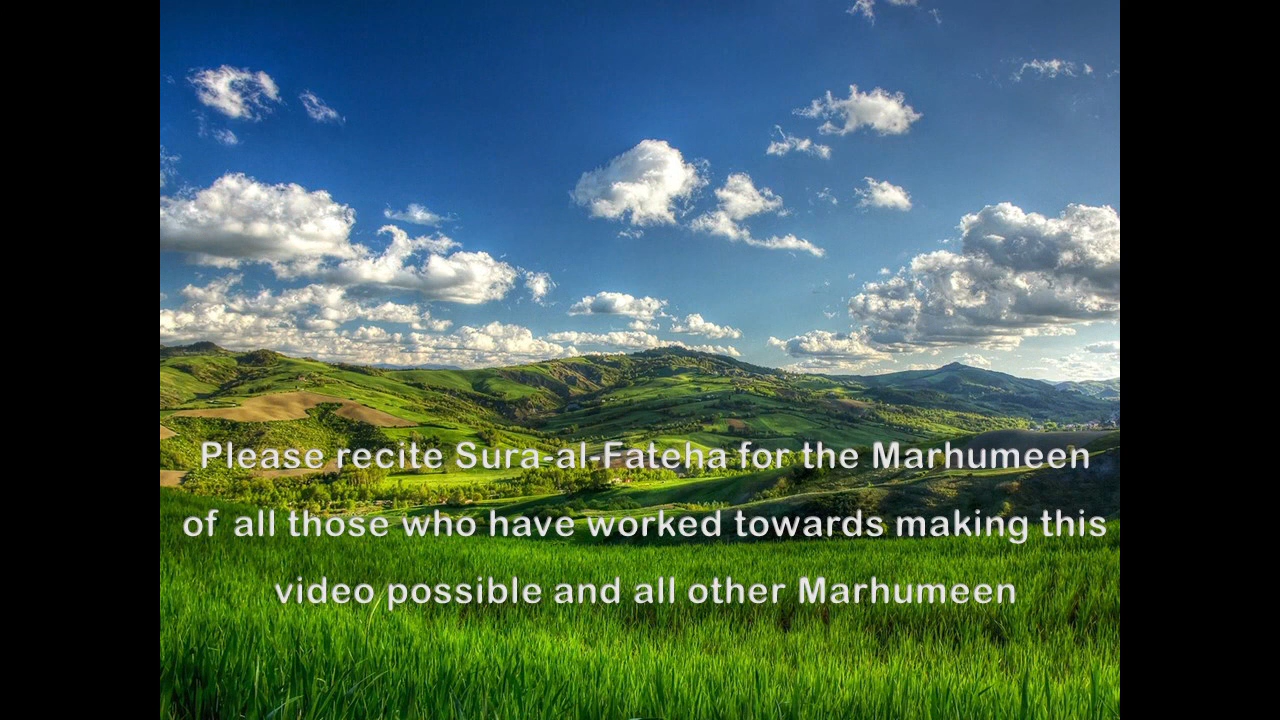 Please recite Sura-al-Fateha for the Marhumeen
of all those who have worked towards making this
video possible and all other Marhumeen